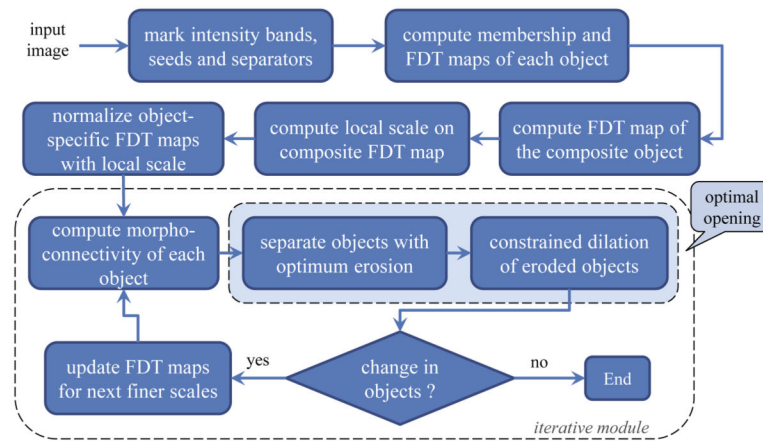 input
image
mark intensity bands,
seeds and separators
compute membership and
FDT maps of each object
normalize object-
specific FDT maps
with local scale
compute local scale on
composite FDT map
compute FDT map of
the composite object
optimal
opening
compute morpho-
connectivity of each
object
separate objects with
optimum erosion
constrained dilation
of eroded objects
update FDT maps
for next finer scales
yes
change in
objects ?
no
End
iterative module